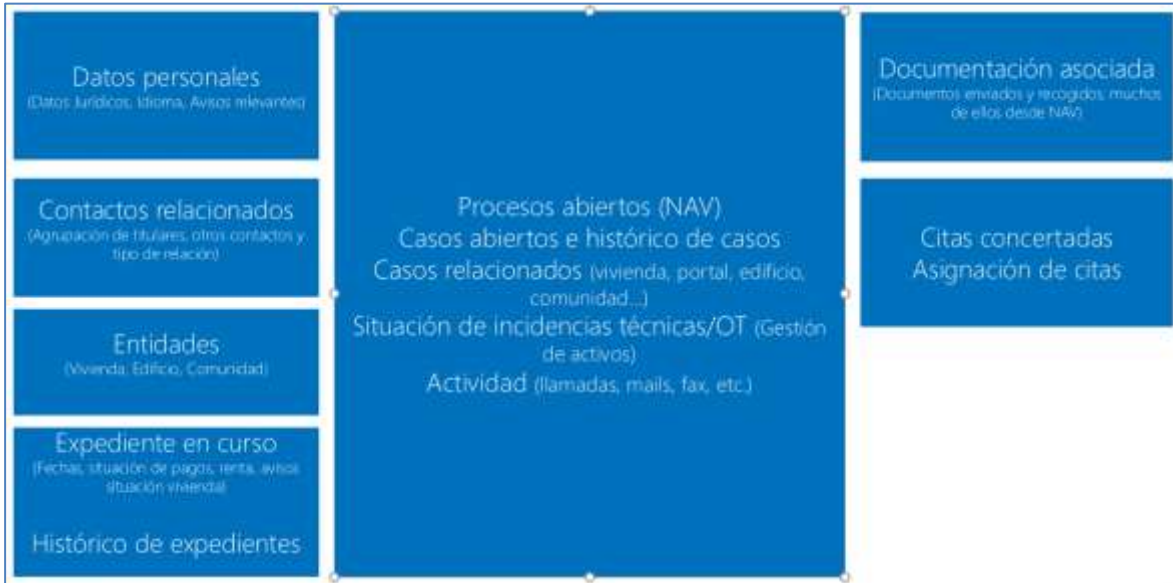 Datos personales
(Datos Jurídicos, Idioma, Avisos relevantes)
Contactos relacionados
(Agrupación de titulares, otros contactos y
tipo de relación)
Entidades
(Vivienda, Edificio, Comunidad)
Expediente en curso
(Fechas, situación de pagos, renta, avisos
situación vivienda)
Histórico de expedientes
Procesos abiertos (NAV)
Casos abiertos e histórico de casos
Casos relacionados (vivienda, portal, edificio,
comunidad...)
Situación de incidencias técnicas/OT (Gestión
de activos)
Actividad (llamadas, mails, fax, etc.)
Documentación asociada
(Documentos enviados y recogidos, muchos
de ellos desde NAV)
Citas concertadas
Asignación de citas